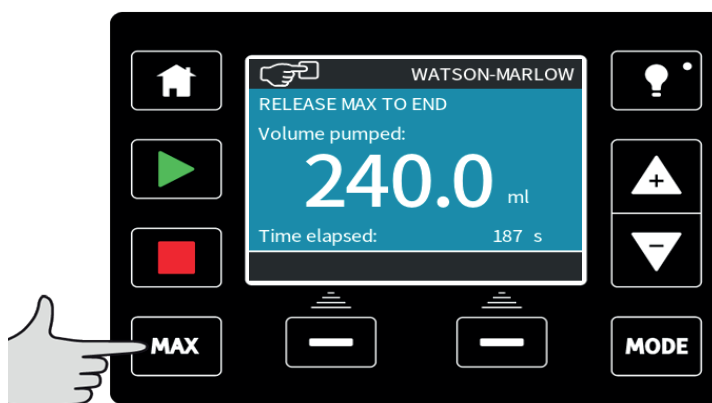 WATSON-MARLOW
RELEASE MAX TO END
Volume pumped:
240.0 ml
Time elapsed: 187 s
MAX
MODE